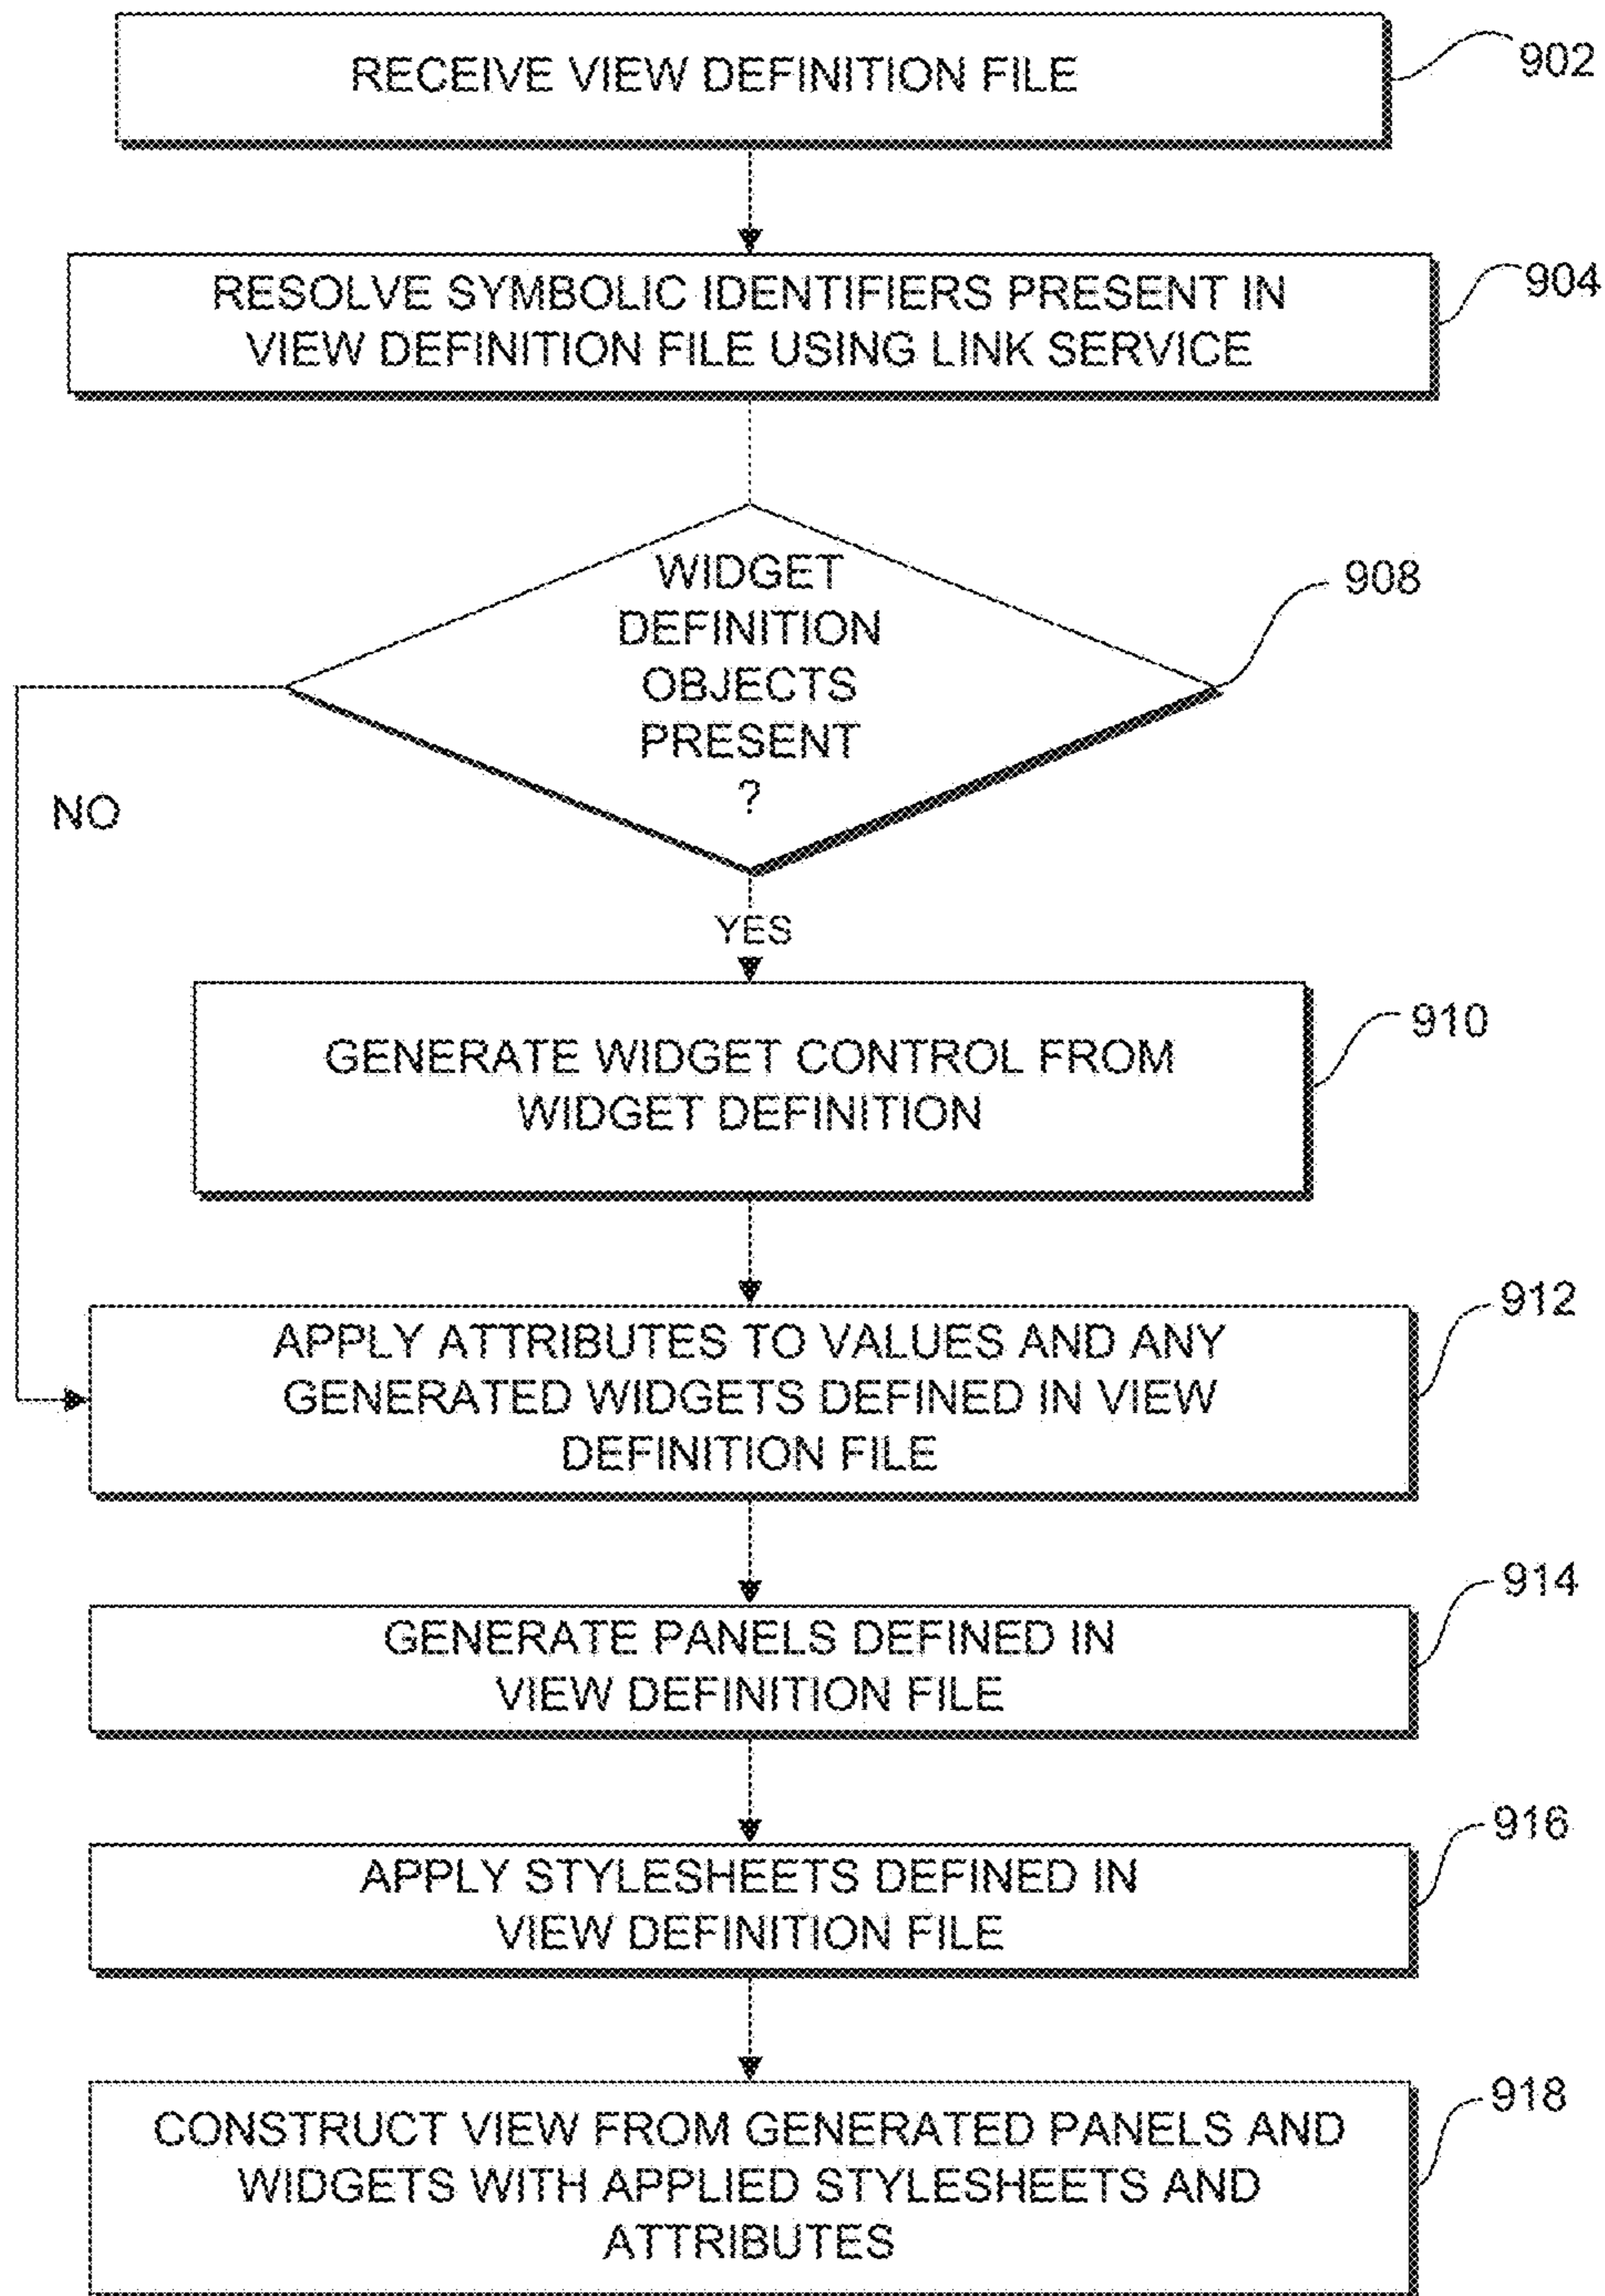 RECEIVE VIEW DEFINITION FILE
902
RESOLVE SYMBOLIC IDENTIFIERS PRESENT IN
VIEW DEFINITION FILE USING LINK SERVICE
904
WIDGET
DEFINITION
OBJECTS
PRESENT
?
908
NO
YES
GENERATE WIDGET CONTROL FROM
WIDGET DEFINITION
910
APPLY ATTRIBUTES TO VALUES AND ANY
GENERATED WIDGETS DEFINED IN VIEW
DEFINITION FILE
912
GENERATE PANELS DEFINED IN
VIEW DEFINITION FILE
914
APPLY STYLESHEETS DEFINED IN
VIEW DEFINITION FILE
916
CONSTRUCT VIEW FROM GENERATED PANELS AND
WIDGETS WITH APPLIED STYLESHEETS AND
ATTRIBUTES
918